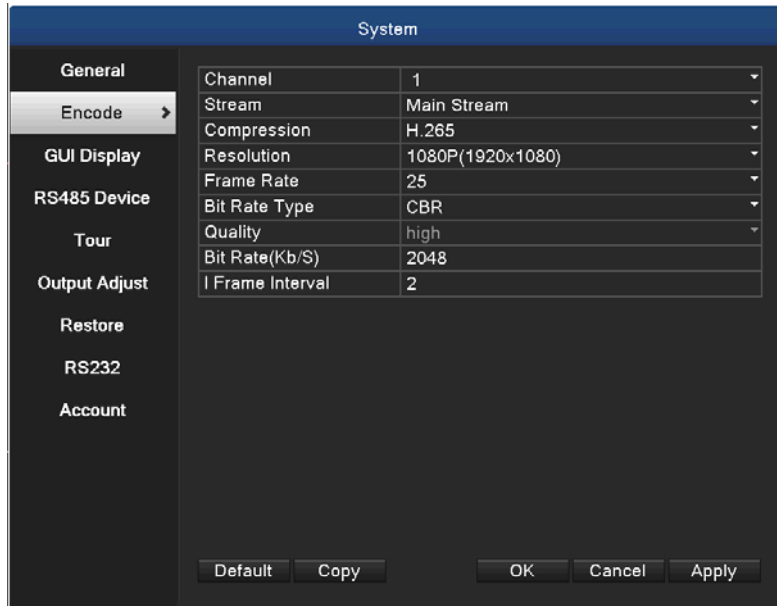 System
General
Encode
GUI Display
RS485 Device
Tour
Output Adjust
Restore
RS232
Account
Channel 1
Stream Main Stream
Compression H.265
Resolution 1080P(1920x1080)
Frame Rate 25
Bit Rate Type CBR
Quality high
Bit Rate(Kb/S) 2048
I Frame Interval 2
Default Copy OK Cancel Apply